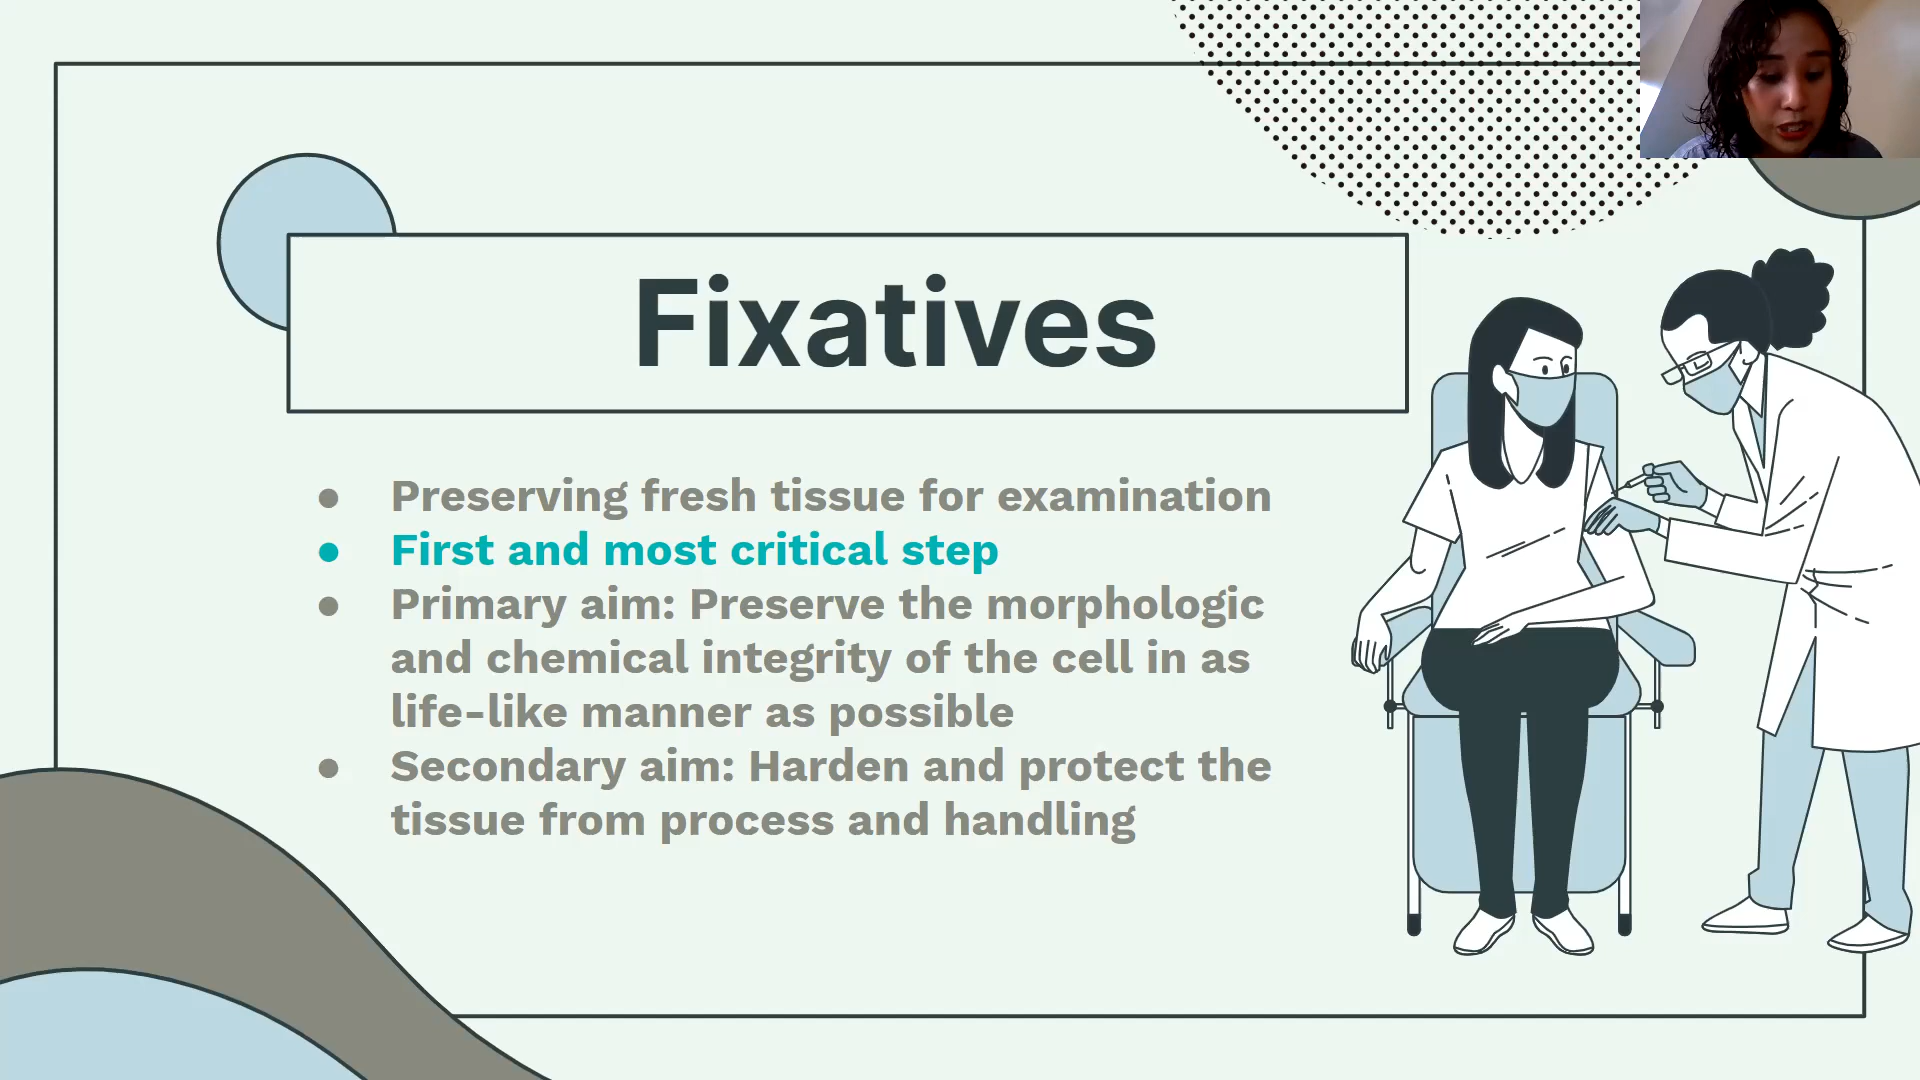 Fixatives
● Preserving fresh tissue for examination
● First and most critical step
● Primary aim: Preserve the morphologic
and chemical integrity of the cell in as
life-like manner as possible
● Secondary aim: Harden and protect the
tissue from process and handling